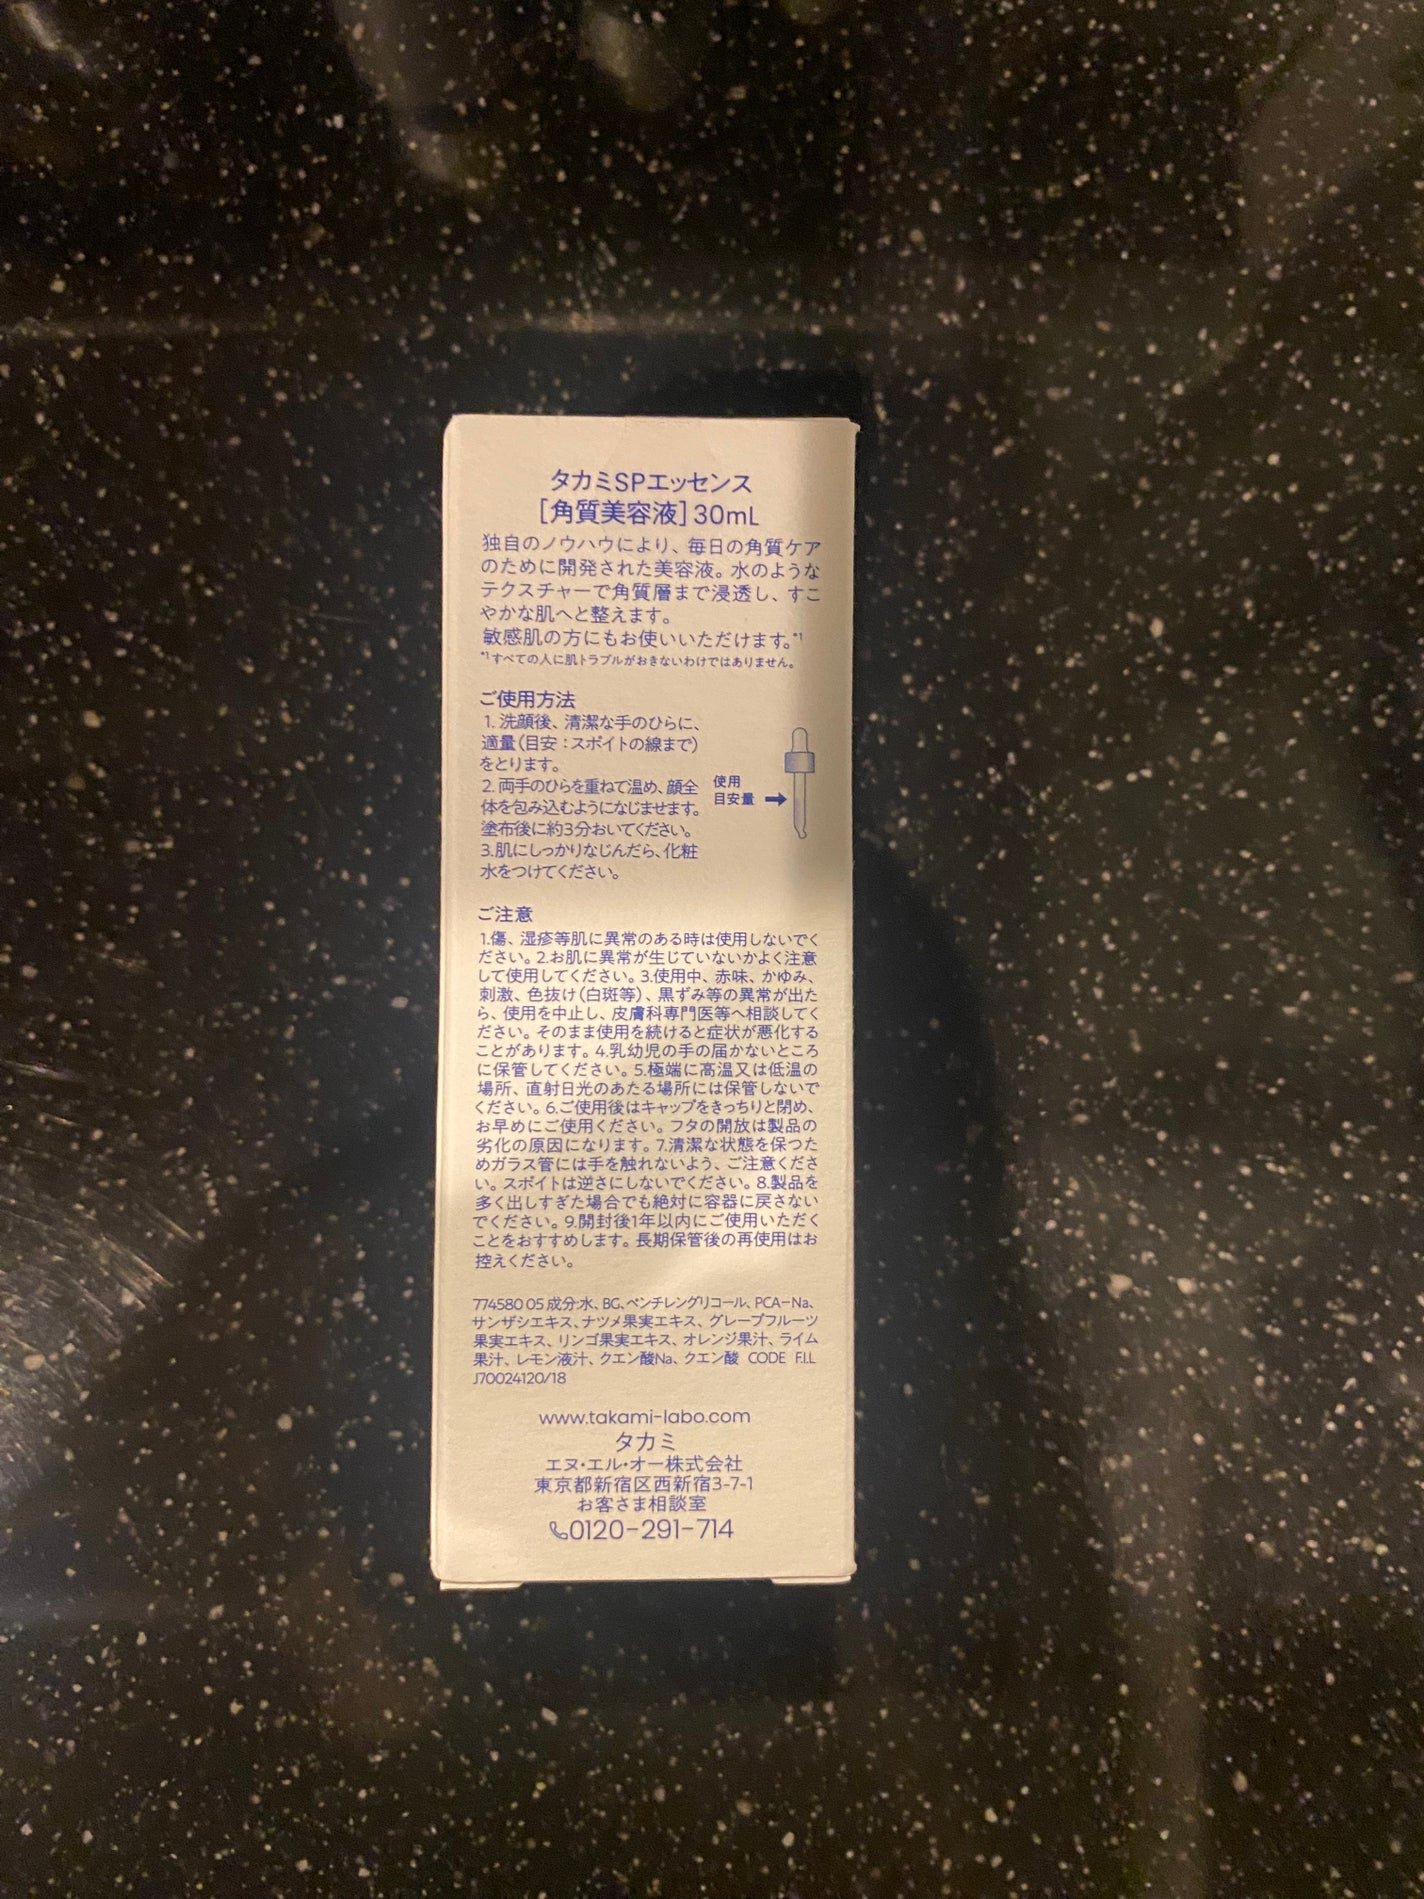 タカミSPエッセンス
[角質美容液] 30mL
独自のノウハウにより、毎日の角質ケア
のために開発された美容液。水のような
テクスチャーで角質層まで浸透し、すこ
やかな肌へと整えます。
敏感肌の方にもお使いいただけます。*1
*1すべての人に肌トラブルがおきないわけではありません。
ご使用方法
1. 洗顔後、清潔な手のひらに、
適量(目安:スポイトの線まで)
をとります。
2. 両手のひらを重ねて温め、顔全
体を包み込むようになじませます。
塗布後に約3分おいてください。
3.肌にしっかりなじんだら、化粧
水をつけてください。
使用
目安量
ご注意
1.傷、湿疹等肌に異常のある時は使用しないでく
ださい。2.お肌に異常が生じていないかよく注意
して使用してください。3.使用中、赤味、かゆみ、
刺激、色抜け(白斑等)、黒ずみ等の異常が出た
ら、使用を中止し、皮膚科専門医等へ相談してく
ださい。そのまま使用を続けると症状が悪化する
ことがあります。4.乳幼児の手の届かないところ
に保管してください。5.極端に高温又は低温の
場所、直射日光のあたる場所には保管しないで
ください。6.ご使用後はキャップをきっちりと閉め、
お早めにご使用ください。フタの開放は製品の
劣化の原因になります。7.清潔な状態を保つた
めガラス管には手を触れないよう、ご注意くださ
い。スポイトは逆さにしないでください。8.製品を
多く出しすぎた場合でも絶対に容器に戻さない
でください。9.開封後1年以内にご使用いただく
ことをおすすめします。長期保管後の再使用はお
控えください。
774580 05 成分:水、BG、ペンチレングリコール、PCA-Na、
サンザシエキス、ナツメ果実エキス、グレープフルーツ
果実エキス、リンゴ果実エキス、オレンジ果汁、ライム
果汁、レモン液汁、クエン酸Na、クエン酸 CODE F.I.L
J70024120/18
www.takami-labo.com
タカミ
エヌ・エル・オー株式会社
東京都新宿区西新宿3-7-1
お客さま相談室
0120-291-714